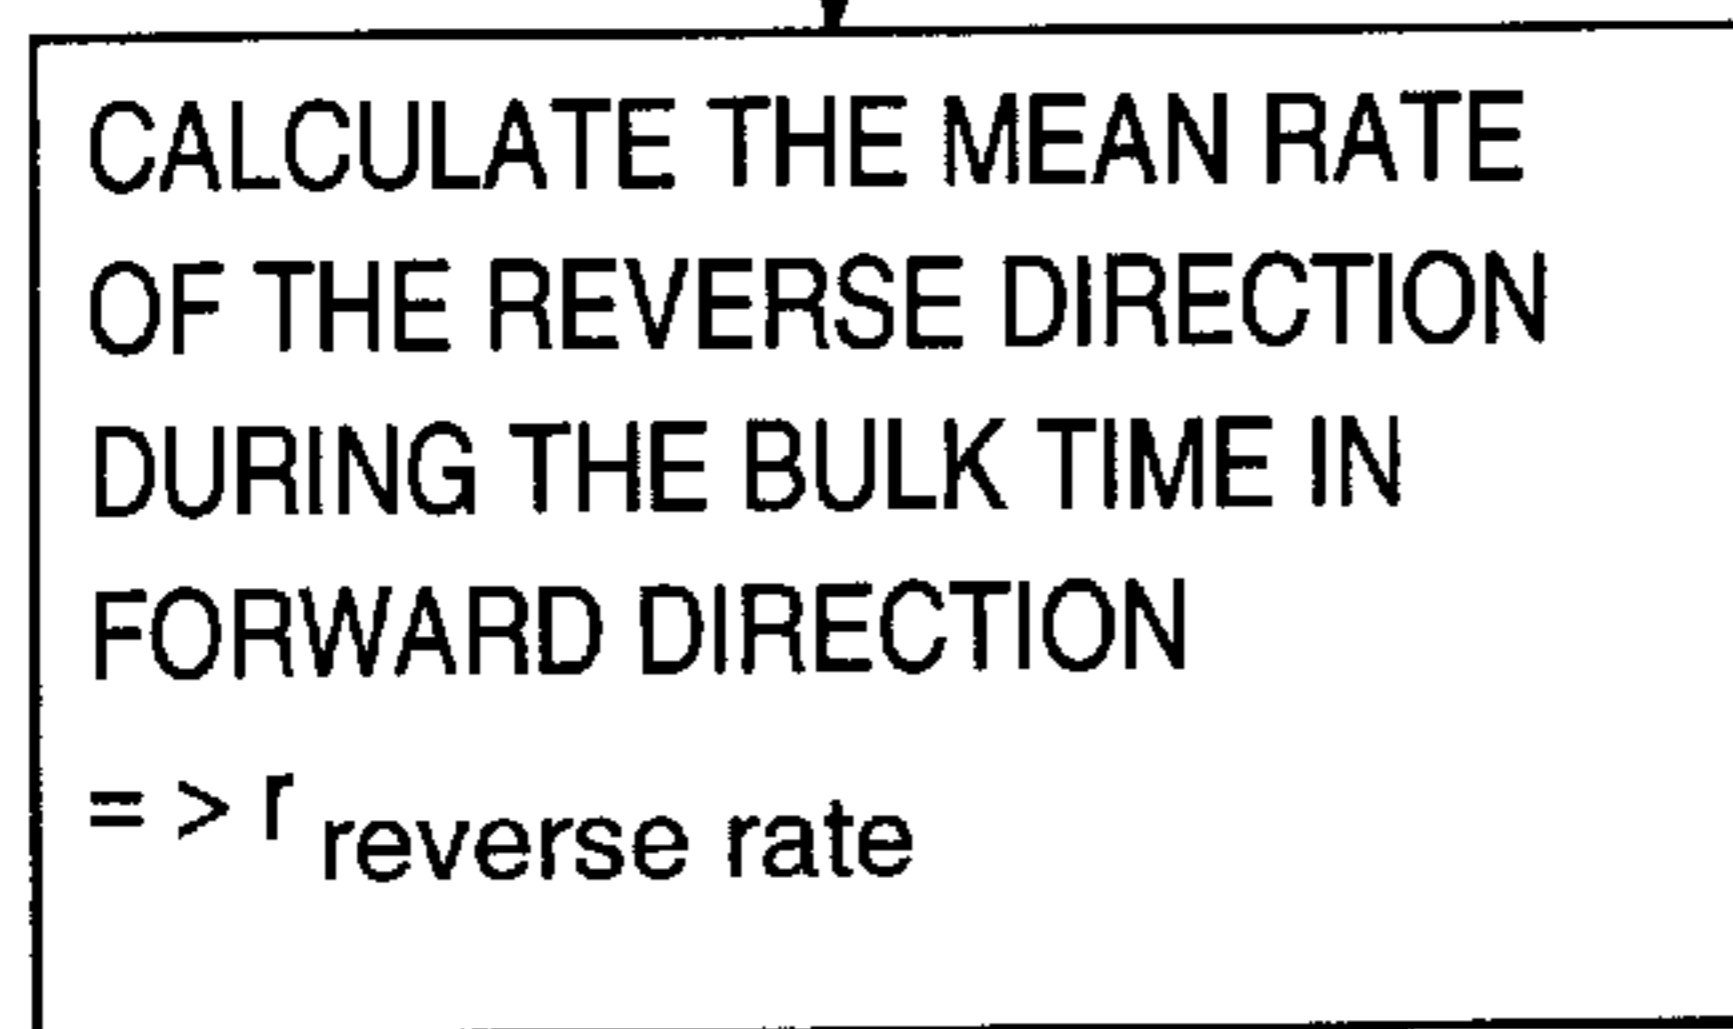 CALCULATE THE MEAN RATE
OF THE REVERSE DIRECTION
DURING THE BULK TIME IN
FORWARD DIRECTION
= > r reverse rate